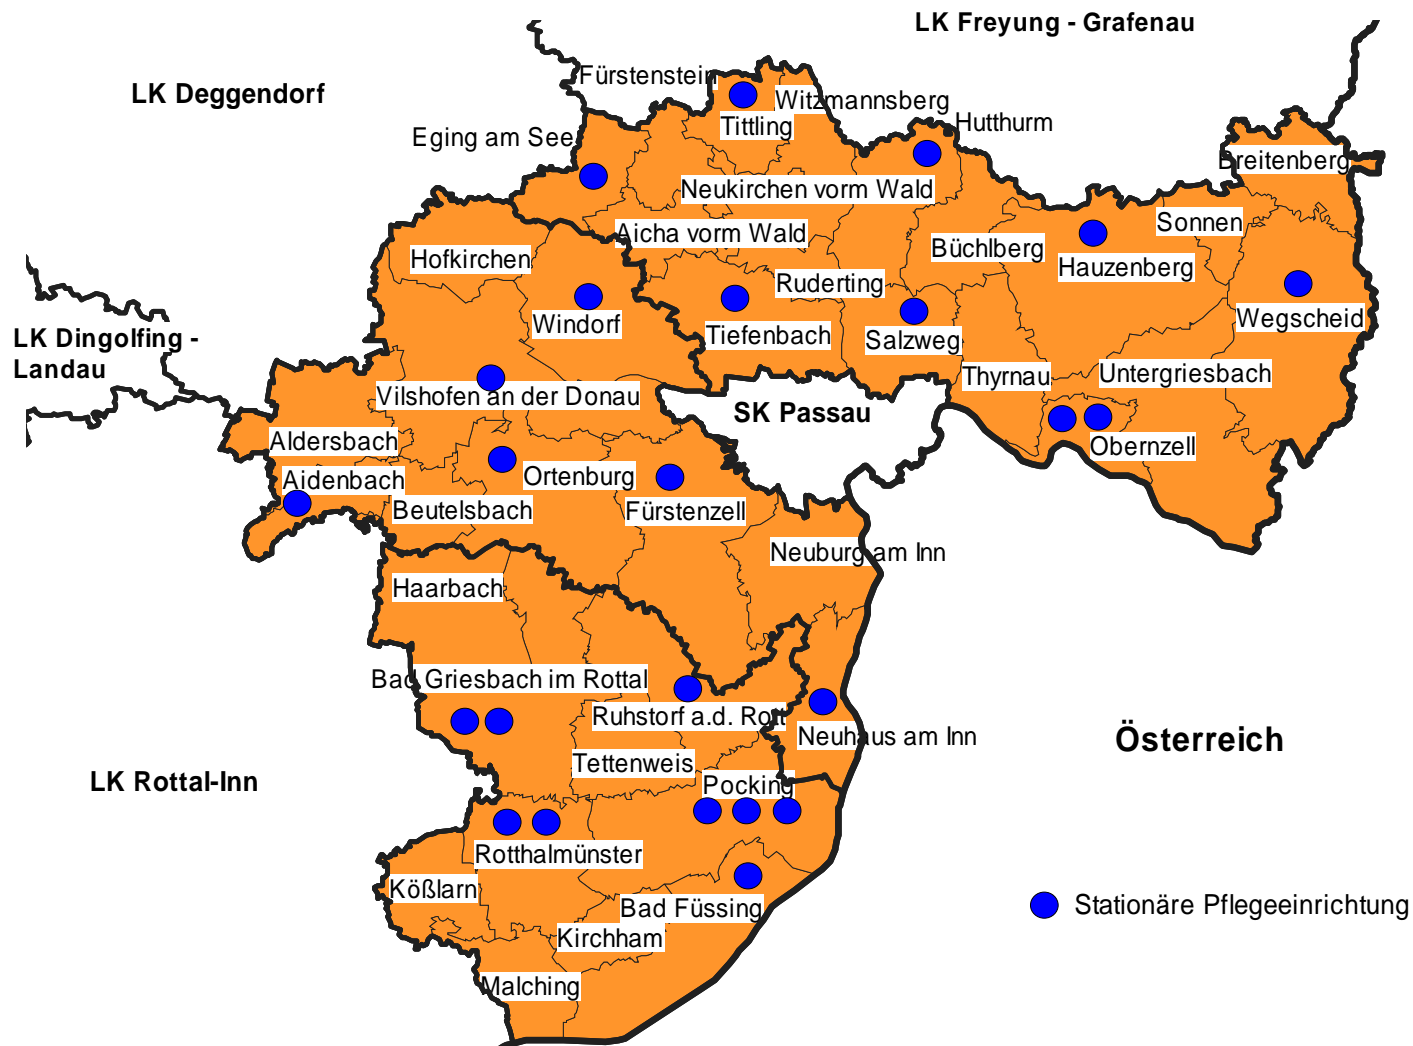 LK Freyung - Grafenau
LK Deggendorf
Fürstenstein
Witzmannsberg
Tittling
Hutthurm
Eging am See
Breitenberg
Neukirchen vorm Wald
Sonnen
Aicha vorm Wald
Büchlberg
Hofkirchen
Hauzenberg
Ruderting
Windorf
Tiefenbach
Salzweg
Wegscheid
LK Dingolfing -
Landau
Thyrnau
Untergriesbach
Vilshofen an der Donau
SK Passau
Aldersbach
Obernzell
Aidenbach
Ortenburg
Beutelsbach
Fürstenzell
Neuburg am Inn
Haarbach
Bad Griesbach im Rottal
Ruhstorf a.d. Rott
Neuhaus am Inn
Österreich
Tettenweis
LK Rottal-Inn
Pocking
Rotthalmünster
Kößlarn
Bad Füssing
Stationäre Pflegeeinrichtung
Kirchham
Malching